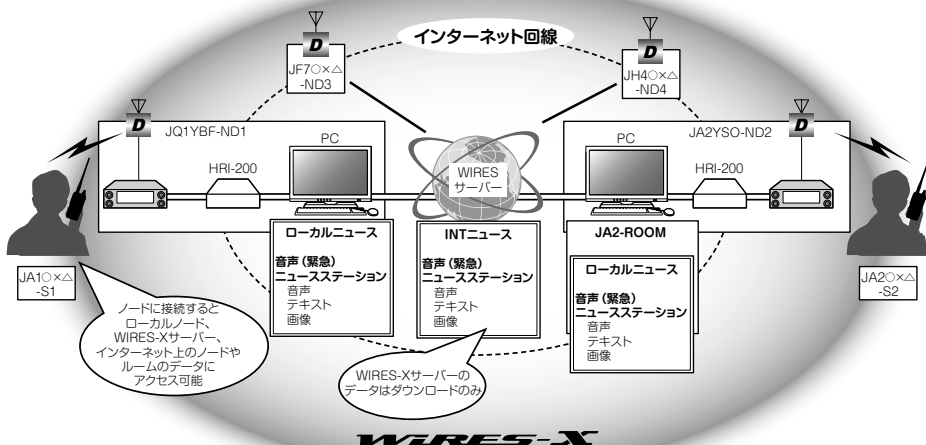 インターネット回線
D
JF7○×△
-ND3
D
JH4○×△
-ND4
D
JQ1YBF-ND1
HRI-200
PC
WIRES
サーバー
PC
JA2YSO-ND2
HRI-200
D
JA1○×△
-S1
JA2○×△
-S2
ローカルニュース
音声（緊急）
ニュースステーション
音声
テキスト
画像
INTニュース
音声（緊急）
ニュースステーション
音声
テキスト
画像
JA2-ROOM
ローカルニュース
音声（緊急）
ニュースステーション
音声
テキスト
画像
ノードに接続すると
ローカルノード、
WIRES-Xサーバー、
インターネット上のノードや
ルームのデータに
アクセス可能
WIRES-Xサーバーの
データはダウンロードのみ
WIRES-X